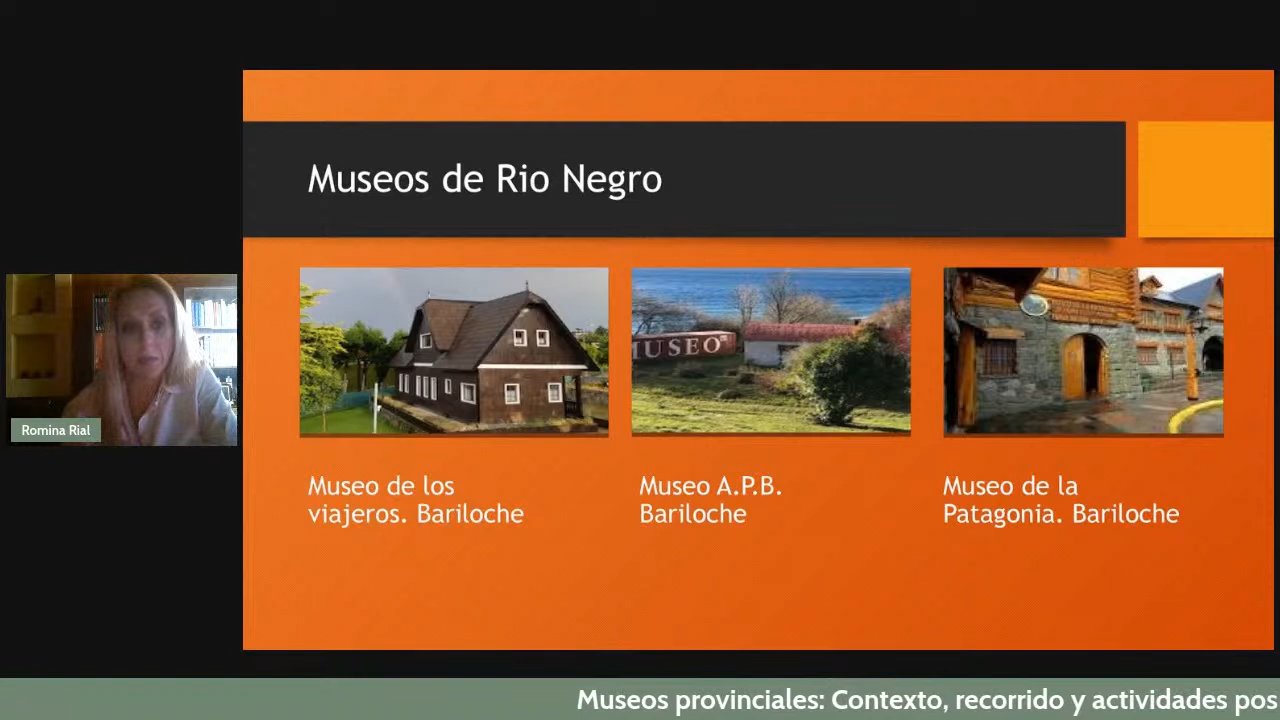 Museos de Rio Negro
MUSEO
Museo de los
viajeros. Bariloche
Museo A.P.B.
Bariloche
Museo de la
Patagonia. Bariloche
Romina Rial
Museos provinciales: Contexto, recorrido y actividades pos